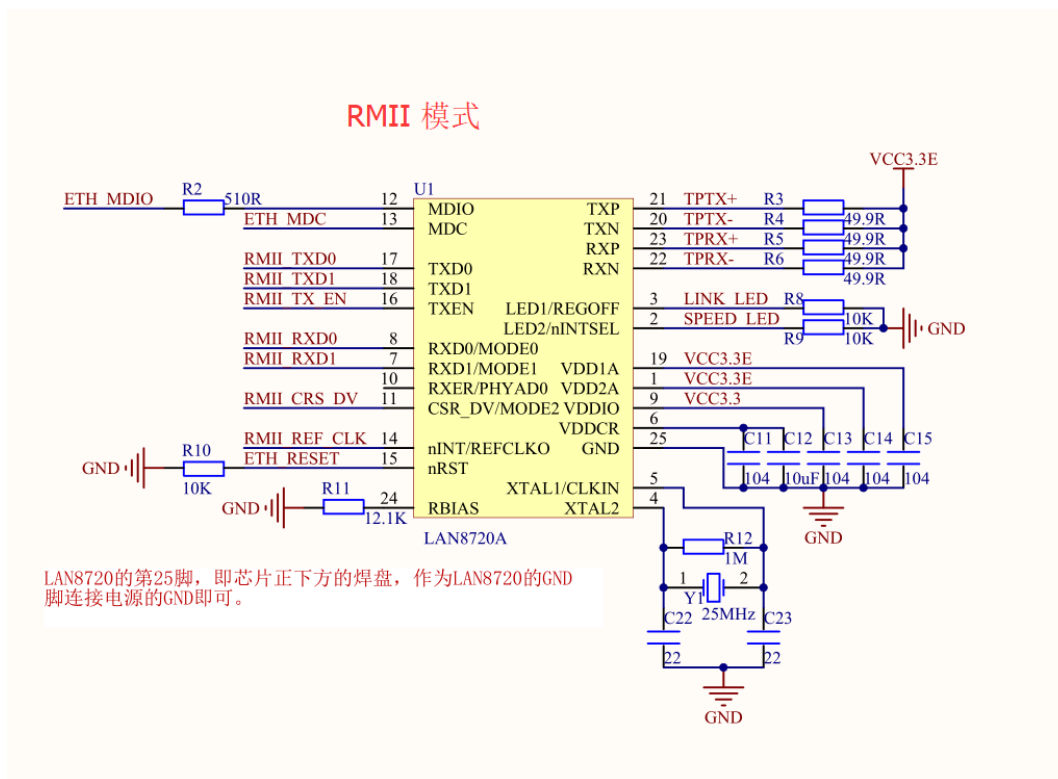 RMII 模式
VCC3.3E
ETH_MDIO R2 510R 12 U1 MDIO TXP 21 TPTX+ R3 49.9R
ETH_MDC 13 MDC TXN 20 TPTX- R4 49.9R
RXP 23 TPRX+ R5 49.9R
RMII_TXD0 17 TXD0 RXN 22 TPRX- R6 49.9R
RMII_TXD1 18 TXD1
RMII_TX_EN 16 TXEN LED1/REGOFF 3 LINK_LED R8 10K
LED2/nINTSEL 2 SPEED_LED R9 10K GND
RMII_RXD0 8 RXD0/MODE0
RMII_RXD1 7 RXD1/MODE1 VDD1A 19 VCC3.3E
10 RXER/PHYAD0 VDD2A 1 VCC3.3E
RMII_CRS_DV 11 CSR_DV/MODE2 VDDIO 9 VCC3.3
VDDCR 6
RMII_REF_CLK 14 nINT/REFCLKO GND 25 C11 C12 C13 C14 C15
GND R10 10K ETH_RESET 15 nRST 104 10uF 104 104 104
XTAL1/CLKIN 5
GND R11 12.1K 24 RBIAS XTAL2 4
GND
LAN8720A
R12
1M
LAN8720的第25脚，即芯片正下方的焊盘，作为LAN8720的GND
脚连接电源的GND即可。
1 Y1 2
25MHz
C22 C23
22 22
GND